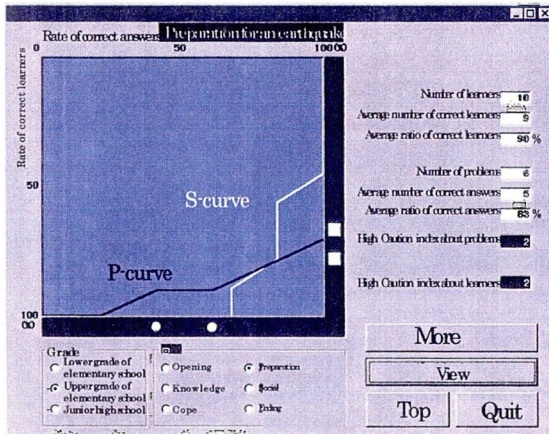 Rate of correct answers Preparation for an earthquake
0 50 100 00
Rate of correct learners
50
100
00
S-curve
P-curve
Number of learners 10
Average number of correct learners 9
Average ratio of correct learners 90 %
Number of problems 6
Average number of correct answers 5
Average ratio of correct answers 83 %
High Caution index about problems 2
High Caution index about learners 2
Grade
Lower grade of
elementary school
Upper grade of
elementary school
Junior high school
Opening
Knowledge
Cope
Preparation
Social
Ending
More
View
Top Quit